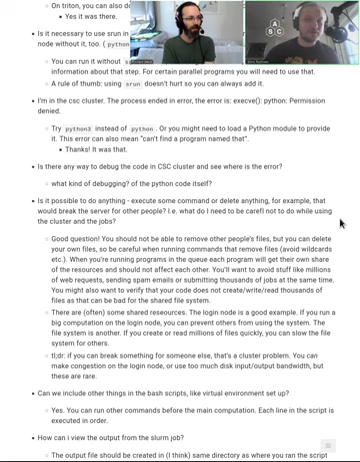 On triton, you can also do
Yes it was there.
Is it necessary to use srun in
node without it, too. ( python
You can run it without
information about that step. For certain parallel programs you will need to use that.
A rule of thumb: using srun doesn't hurt so you can always add it.
I'm in the csc cluster. The process ended in error, the error is: execve(): python: Permission
denied.
Try python3 instead of python. Or you might need to load a Python module to provide
it. This error can also mean "can't find a program named that".
Thanks! It was that.
Is there any way to debug the code in CSC cluster and see where is the error?
what kind of debugging? of the python code itself?
Is it possible to do anything - execute some command or delete anything, for example, that
would break the server for other people? I.e. what do I need to be carefl not to do while using
the cluster and the jobs?
Good question! You should not be able to remove other people's files, but you can delete
your own files, so be careful when running commands that remove files (avoid wildcards
etc.). When you're running programs in the queue each program will get their own share
of the resources and should not affect each other. You'll want to avoid stuff like millions
of web requests, sending spam emails or submitting thousands of jobs at the same time.
You might also want to verify that your code does not create/write/read thousands of
files as that can be bad for the shared file system.
There are (often) some shared reseources. The login node is a good example. If you run a
big computation on the login node, you can prevent others from using the system. The
file system is another. If you create or read millions of files quickly, you can slow the file
system for others.
tl;dr: if you can break something for someone else, that's a cluster problem. You can
make congestion on the login node, or use too much disk input/output bandwidth, but
these are rare.
Can we include other things in the bash scripts, like virtual environment set up?
Yes. You can run other commands before the main computation. Each line in the script is
executed in order.
How can i view the output from the slurm job?
The output file should be created in (I think) same directory as where you ran the script
A
S C